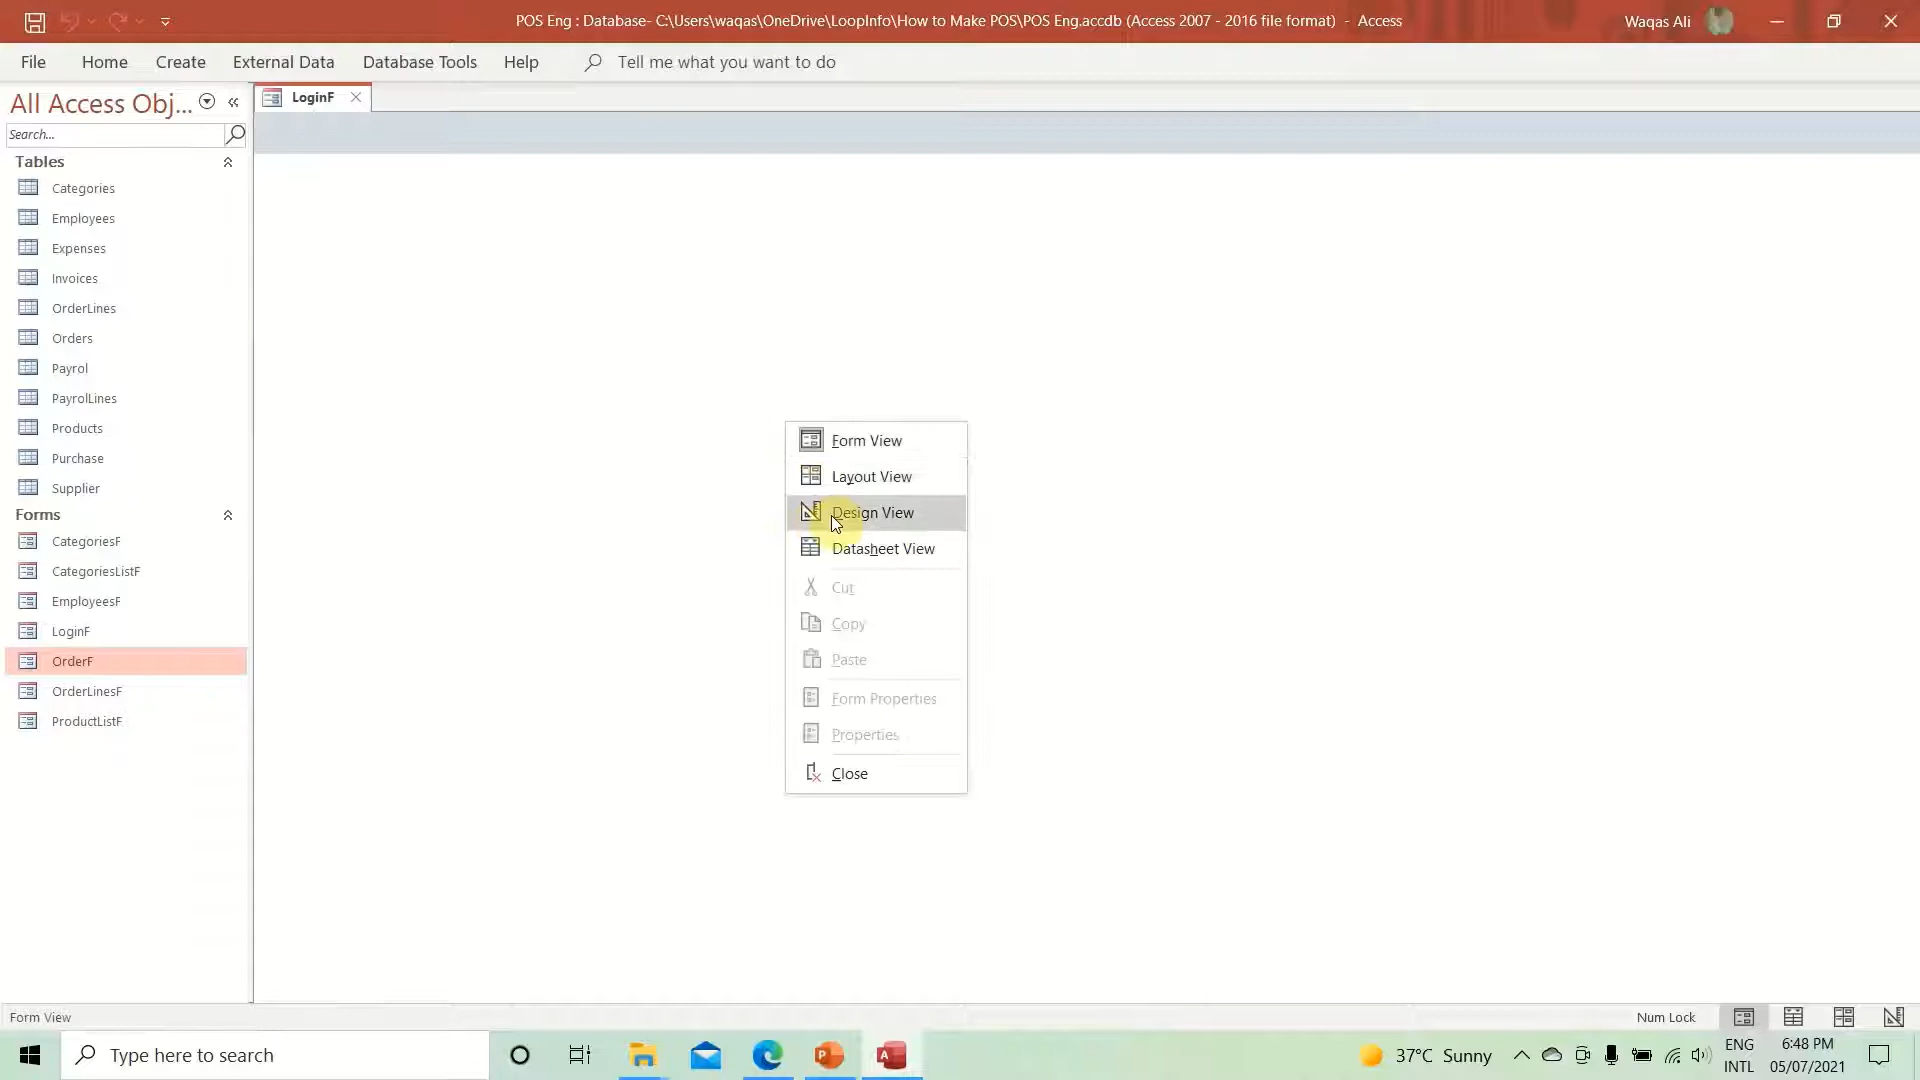 POS Eng : Database- C:\Users\waqas\OneDrive\LoopInfo\How to Make POS\POS Eng.accdb (Access 2007 - 2016 file format) - Access
Waqas Ali
File Home Create External Data Database Tools Help Tell me what you want to do
All Access Obj...
LoginF
Search...
Tables
Categories
Employees
Expenses
Invoices
OrderLines
Orders
Payrol
PayrolLines
Products
Purchase
Supplier
Forms
CategoriesF
CategoriesListF
EmployeesF
LoginF
OrderF
OrderLinesF
ProductListF
Form View
Layout View
Design View
Datasheet View
Cut
Copy
Paste
Form Properties
Properties
Close
Form View
Num Lock
Type here to search
37°C Sunny
ENG
INTL
6:48 PM
05/07/2021